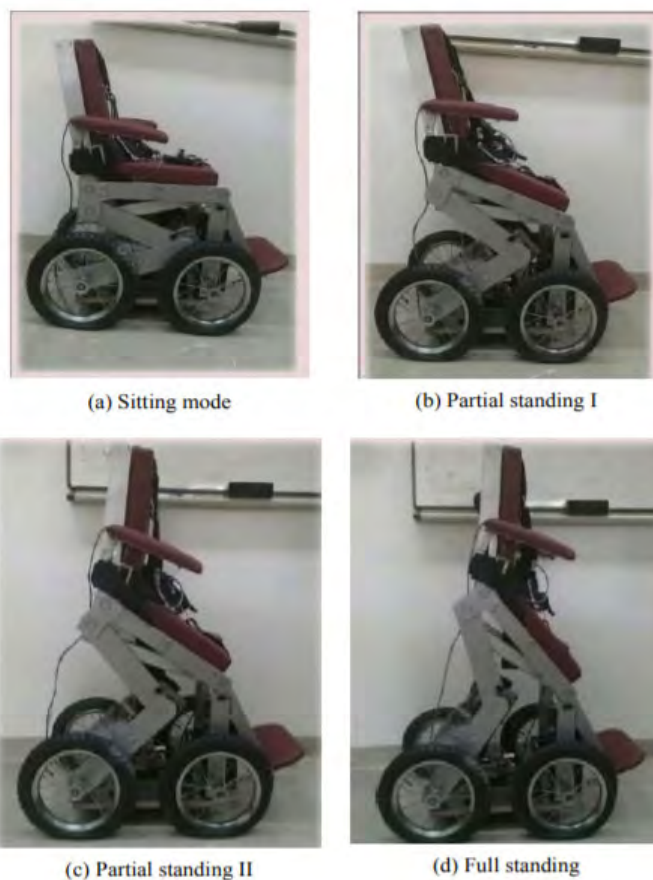 (a) Sitting mode
(b) Partial standing I
(c) Partial standing II
(d) Full standing